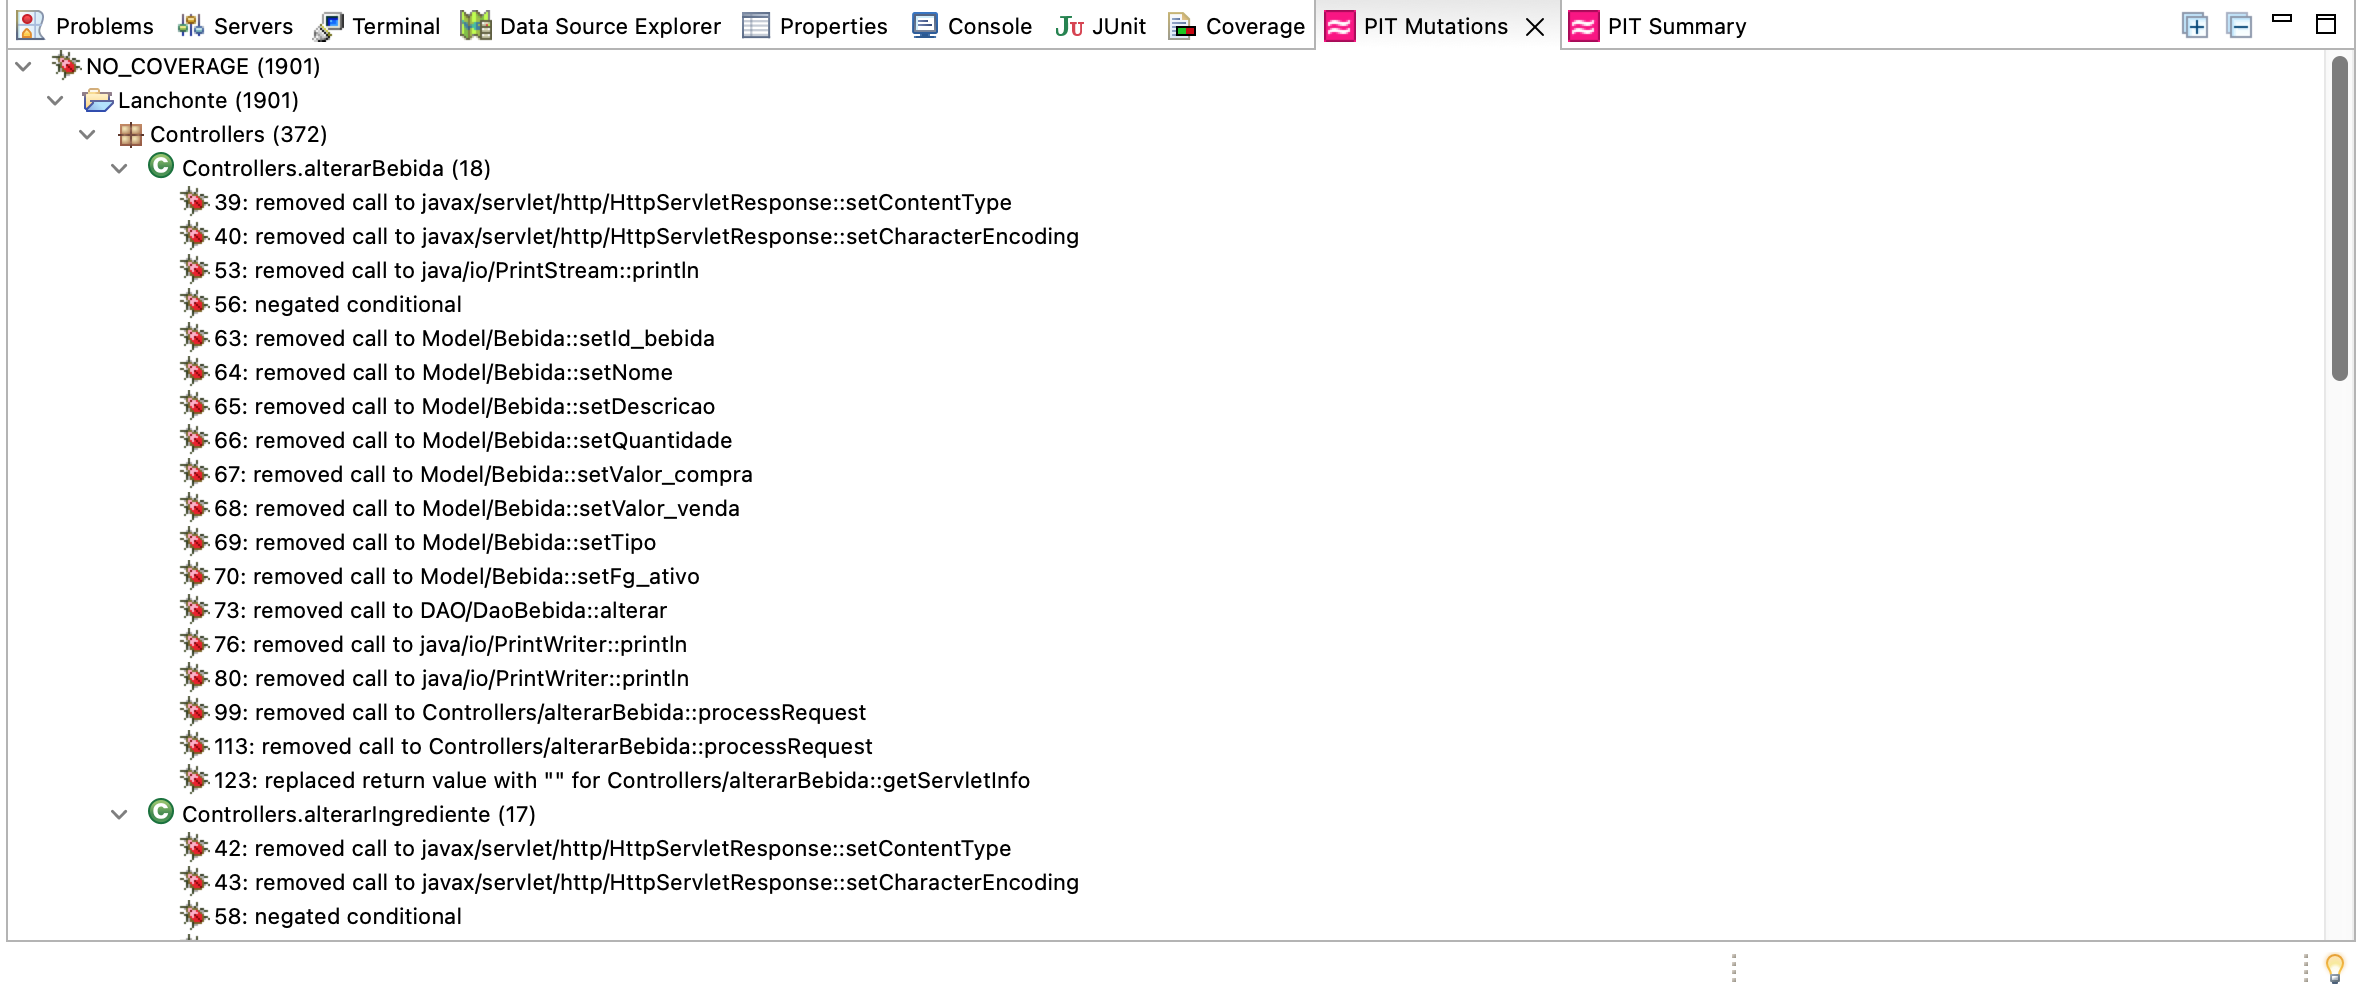 Problems Servers Terminal Data Source Explorer Properties Console JUnit Coverage PIT Mutations PIT Summary
NO_COVERAGE (1901)
Lanchonte (1901)
Controllers (372)
Controllers.alterarBebida (18)
39: removed call to javax/servlet/http/HttpServletResponse::setContentType
40: removed call to javax/servlet/http/HttpServletResponse::setCharacterEncoding
53: removed call to java/io/PrintStream::println
56: negated conditional
63: removed call to Model/Bebida::setId_bebida
64: removed call to Model/Bebida::setNome
65: removed call to Model/Bebida::setDescricao
66: removed call to Model/Bebida::setQuantidade
67: removed call to Model/Bebida::setValor_compra
68: removed call to Model/Bebida::setValor_venda
69: removed call to Model/Bebida::setTipo
70: removed call to Model/Bebida::setFg_ativo
73: removed call to DAO/DaoBebida::alterar
76: removed call to java/io/PrintWriter::println
80: removed call to java/io/PrintWriter::println
99: removed call to Controllers/alterarBebida::processRequest
113: removed call to Controllers/alterarBebida::processRequest
123: replaced return value with "" for Controllers/alterarBebida::getServletInfo
Controllers.alterarIngrediente (17)
42: removed call to javax/servlet/http/HttpServletResponse::setContentType
43: removed call to javax/servlet/http/HttpServletResponse::setCharacterEncoding
58: negated conditional